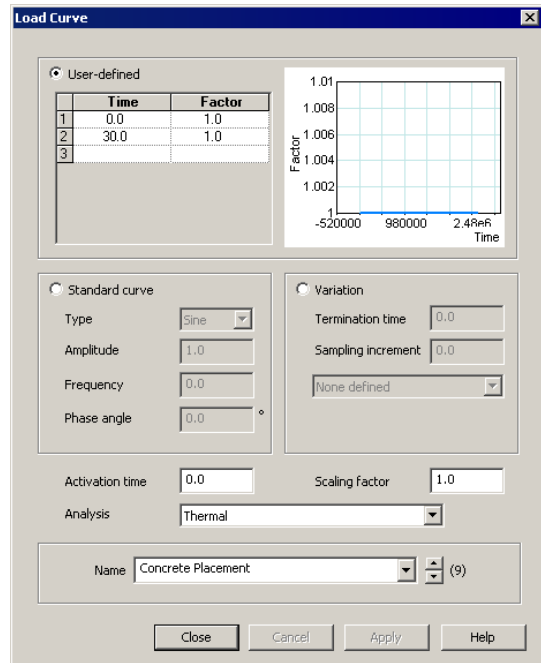 Load Curve
User-defined
Time Factor
1 0.0 1.0
2 30.0 1.0
3
1.01
1.008
1.006
1.004
1.002
1
Factor
-520000 980000 2.48e6
Time
Standard curve
Type Sine
Amplitude 1.0
Frequency 0.0
Phase angle 0.0 °
Variation
Termination time 0.0
Sampling increment 0.0
None defined
Activation time 0.0 Scaling factor 1.0
Analysis Thermal
Name Concrete Placement (9)
Close Cancel Apply Help